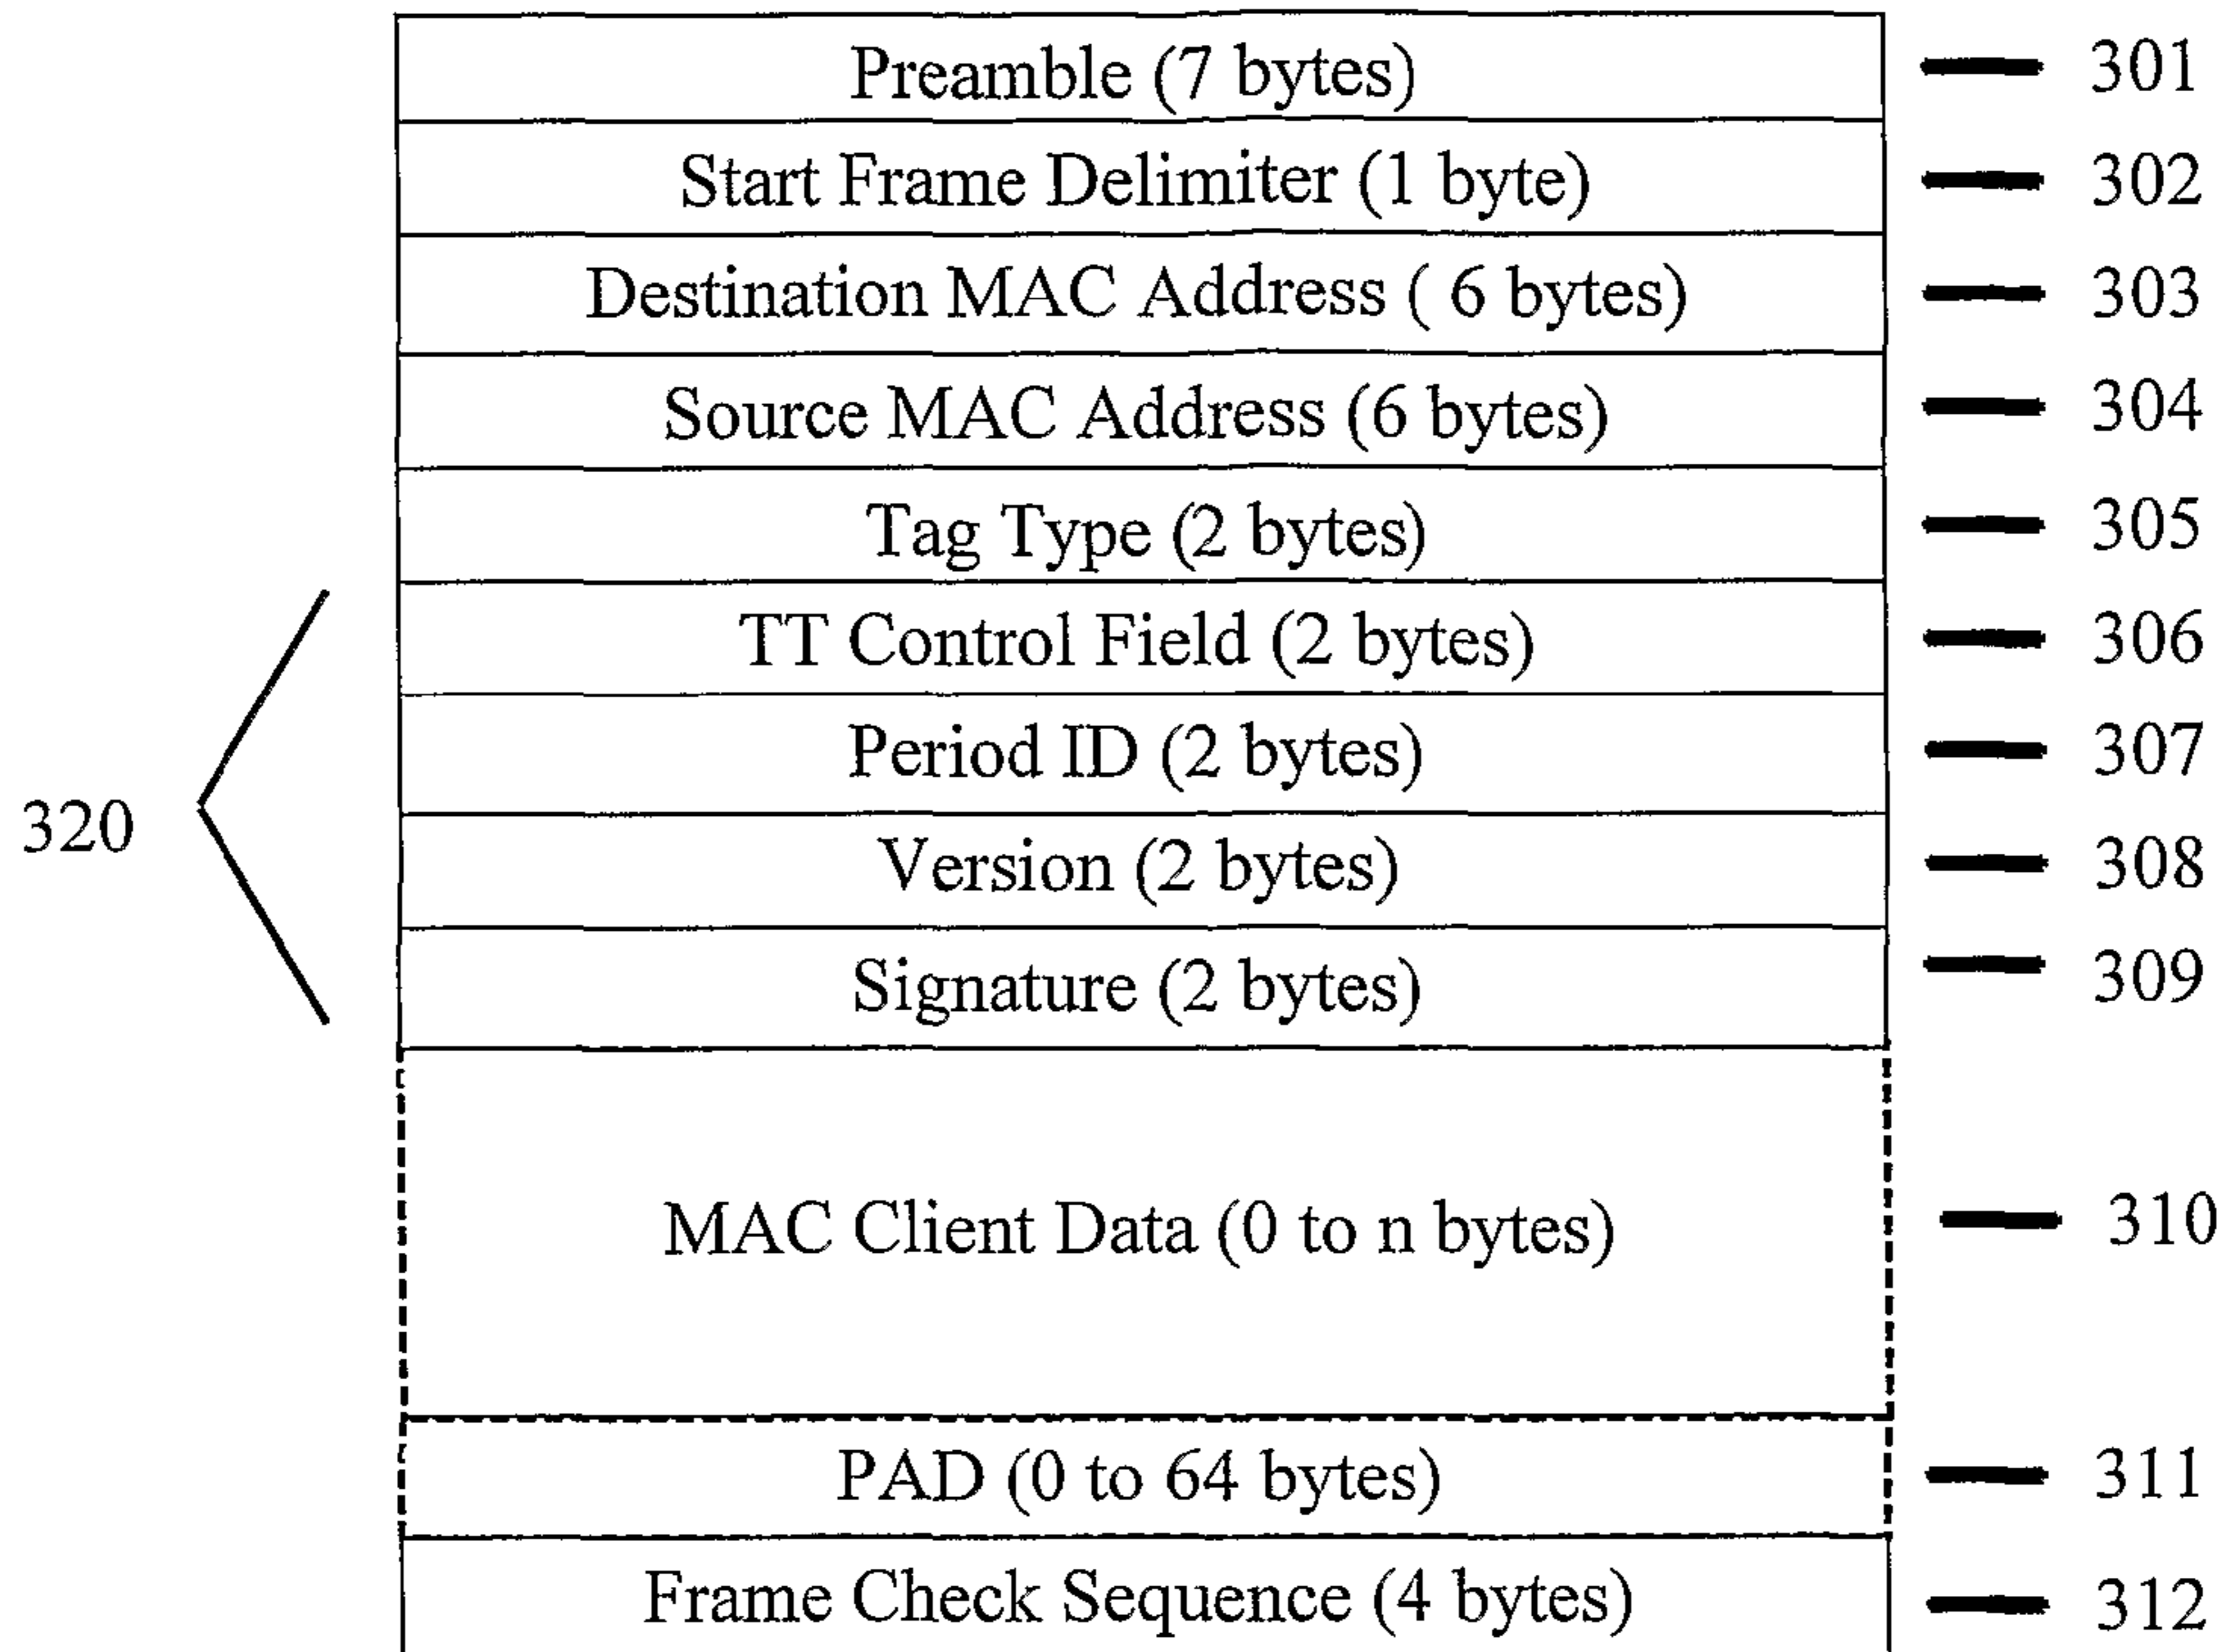 Preamble (7 bytes) 301
Start Frame Delimiter (1 byte) 302
Destination MAC Address ( 6 bytes) 303
Source MAC Address (6 bytes) 304
Tag Type (2 bytes) 305
TT Control Field (2 bytes) 306
Period ID (2 bytes) 307
320
Version (2 bytes) 308
Signature (2 bytes) 309
MAC Client Data (0 to n bytes) 310
PAD (0 to 64 bytes) 311
Frame Check Sequence (4 bytes) 312